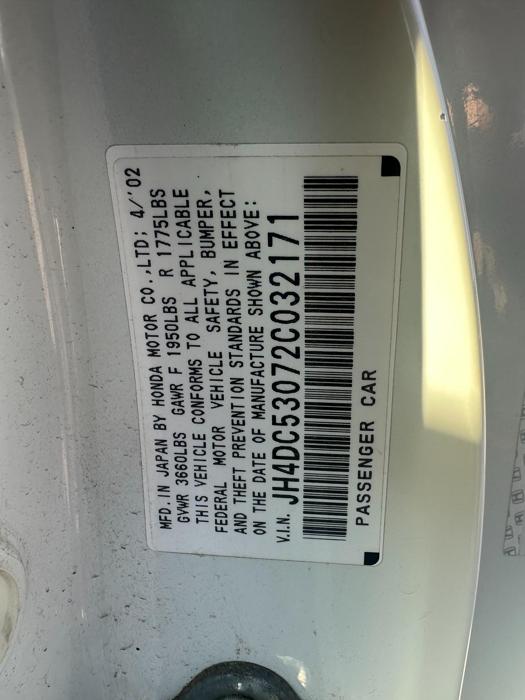 MFD. IN JAPAN BY HONDA MOTOR CO.,LTD; 4/'02
GVWR 3660LBS GAWR F 1950LBS R 1775LBS
THIS VEHICLE CONFORMS TO ALL APPLICABLE
FEDERAL MOTOR VEHICLE SAFETY, BUMPER,
AND THEFT PREVENTION STANDARDS IN EFFECT
ON THE DATE OF MANUFACTURE SHOWN ABOVE:
V.I.N. JH4DC53072C032171
PASSENGER CAR